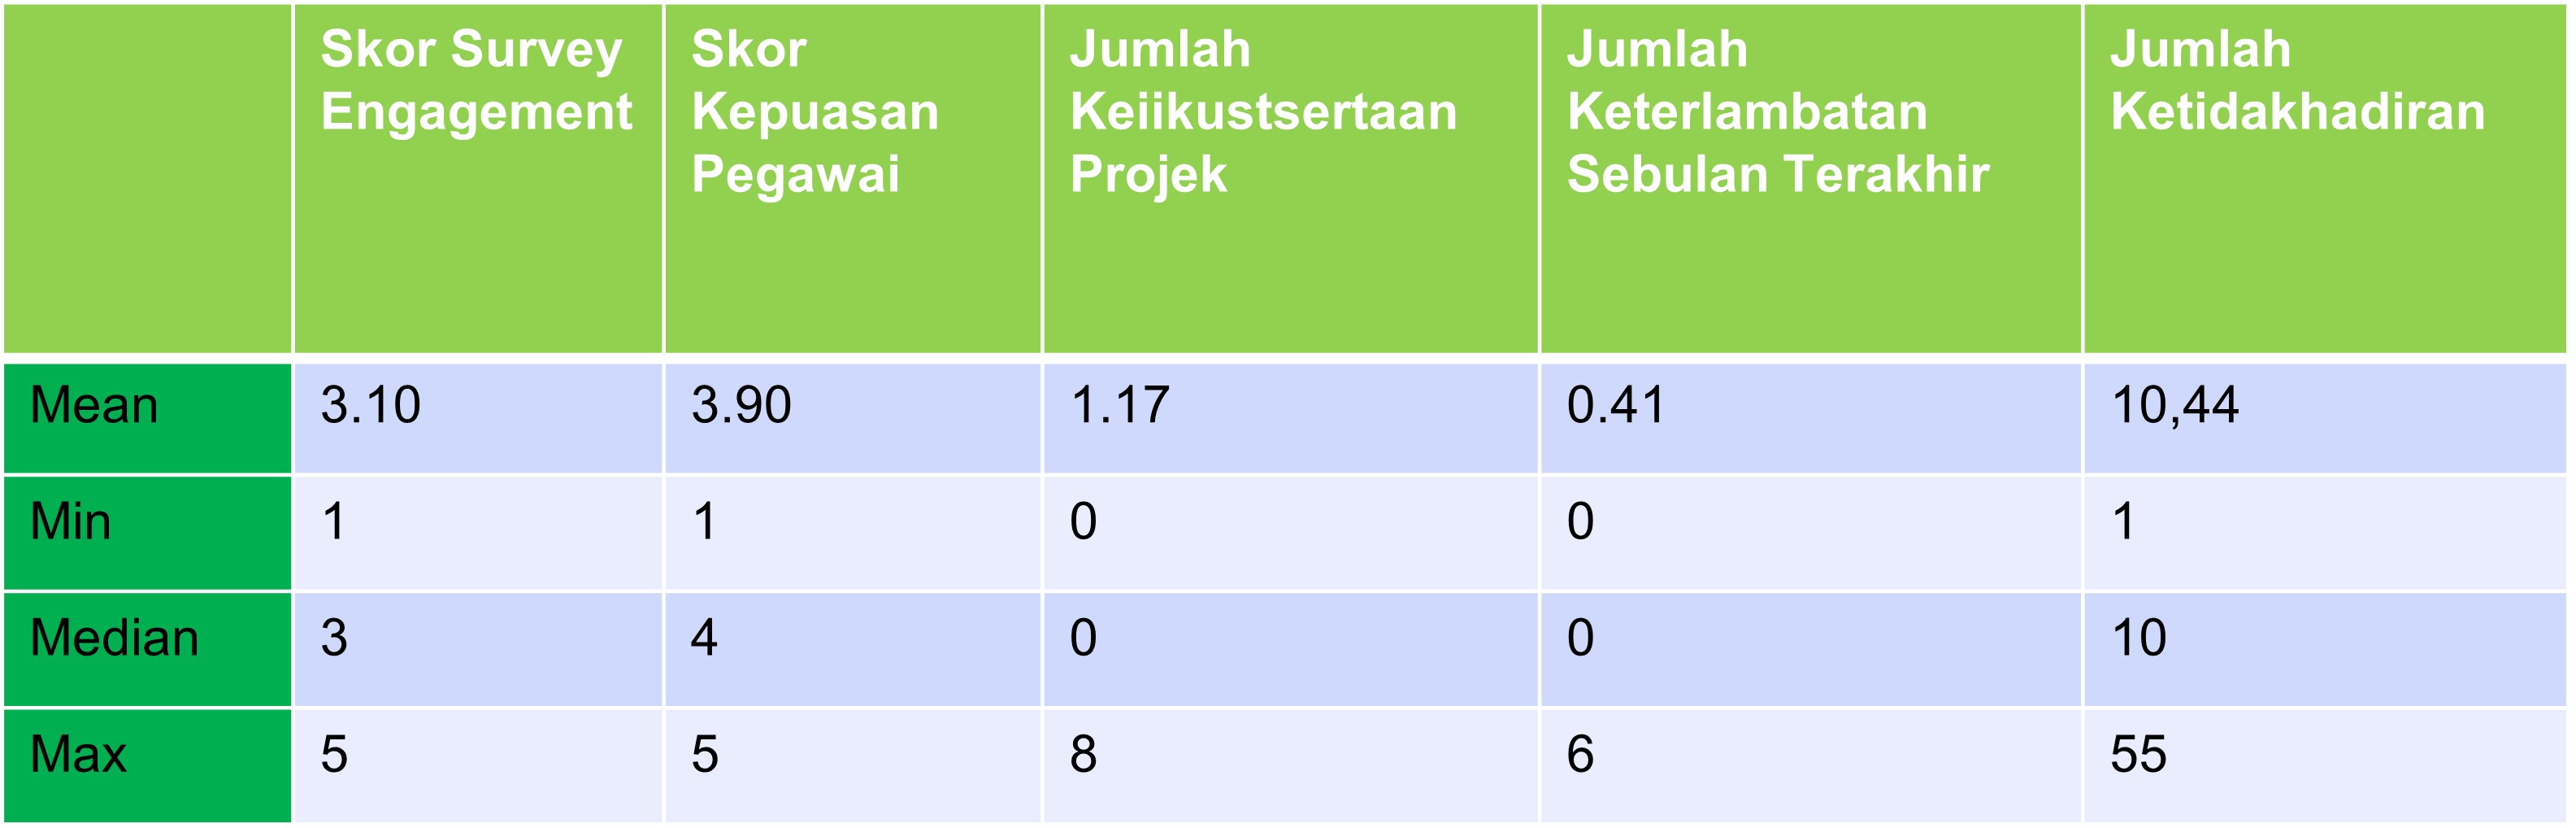 Skor Survey
Engagement
Skor
Kepuasan
Pegawai
Jumlah
Keiikustsertaan
Projek
Jumlah
Keterlambatan
Sebulan Terakhir
Jumlah
Ketidakhadiran
Mean 3.10 3.90 1.17 0.41 10,44
Min 1 1 0 0 1
Median 3 4 0 0 10
Max 5 5 8 6 55